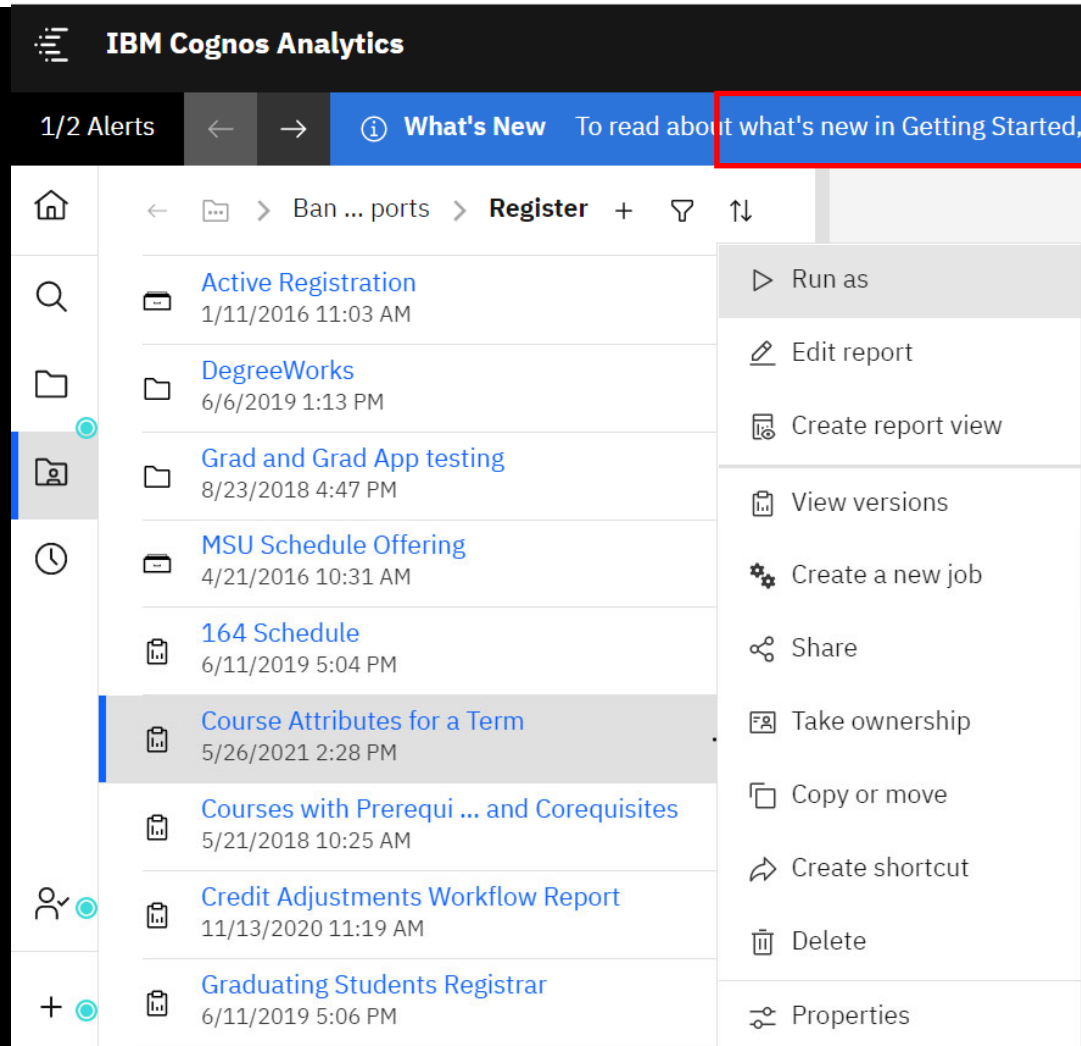 IBM Cognos Analytics
1/2 Alerts
What's New To read about what's new in Getting Started,
Ban ... ports > Register
Active Registration
1/11/2016 11:03 AM
DegreeWorks
6/6/2019 1:13 PM
Grad and Grad App testing
8/23/2018 4:47 PM
MSU Schedule Offering
4/21/2016 10:31 AM
164 Schedule
6/11/2019 5:04 PM
Course Attributes for a Term
5/26/2021 2:28 PM
Courses with Prerequi ... and Corequisites
5/21/2018 10:25 AM
Credit Adjustments Workflow Report
11/13/2020 11:19 AM
Graduating Students Registrar
6/11/2019 5:06 PM
Run as
Edit report
Create report view
View versions
Create a new job
Share
Take ownership
Copy or move
Create shortcut
Delete
Properties